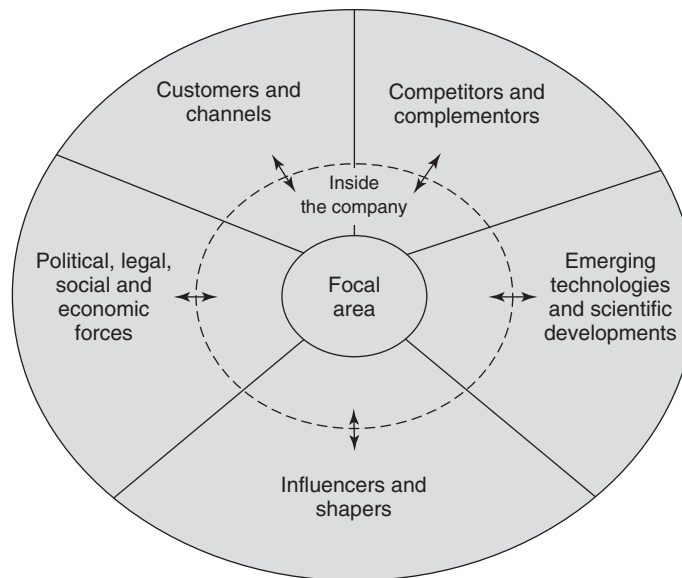 Customers and
channels
Competitors and
complementors
Inside
the company
Political, legal,
social and
economic
forces
Focal
area
Emerging
technologies
and scientific
developments
Influencers and
shapers